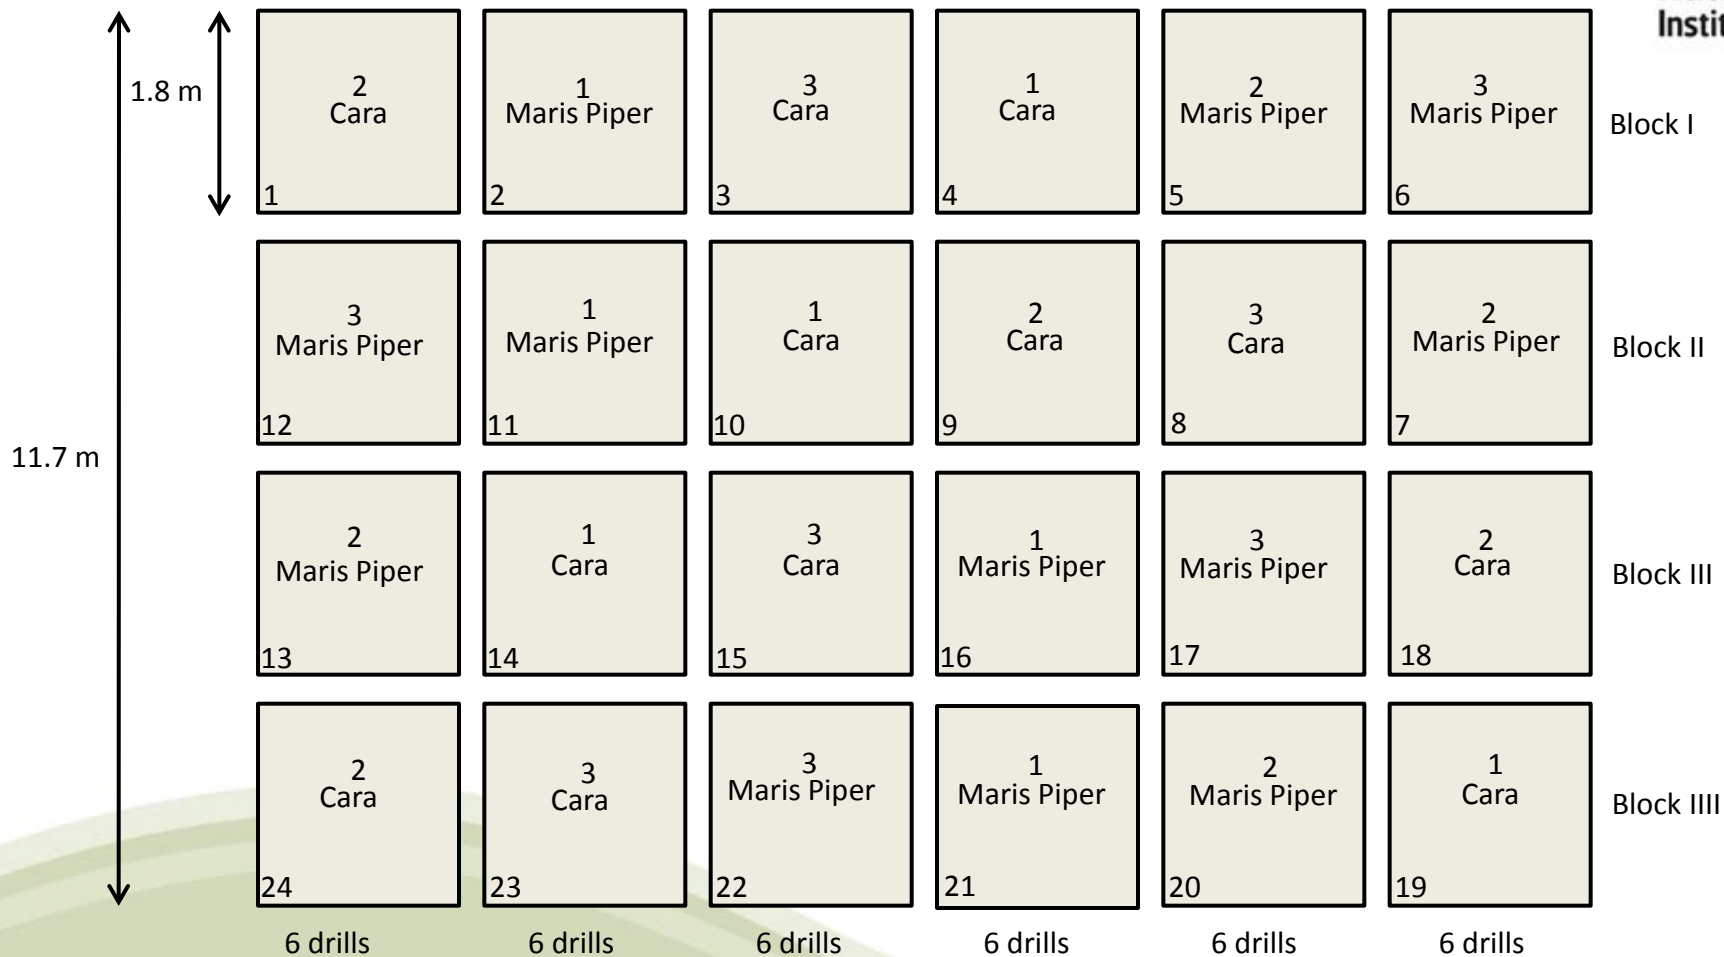 Instit
1.8 m
11.7 m
2
Cara
1
1
Maris Piper
2
3
Cara
3
1
Cara
4
2
Maris Piper
5
3
Maris Piper
6
Block I
3
Maris Piper
12
1
Maris Piper
11
1
Cara
10
2
Cara
9
3
Cara
8
2
Maris Piper
7
Block II
2
Maris Piper
13
1
Cara
14
3
Cara
15
1
Maris Piper
16
3
Maris Piper
17
2
Cara
18
Block III
2
Cara
24
3
Cara
23
3
Maris Piper
22
1
Maris Piper
21
2
Maris Piper
20
1
Cara
19
Block IIII
6 drills
6 drills
6 drills
6 drills
6 drills
6 drills